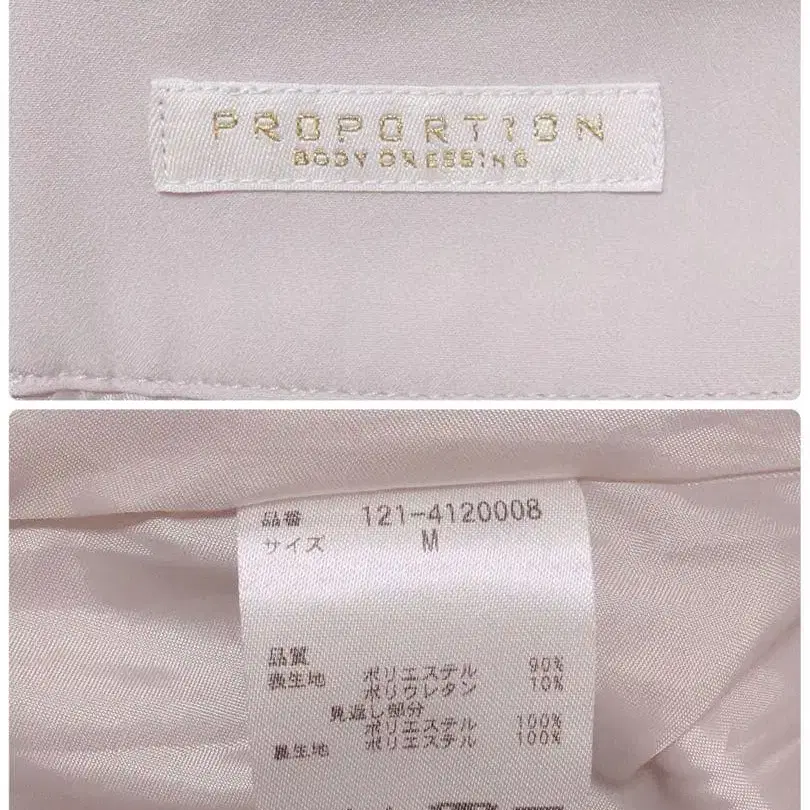 PROPORTION
BODY DRESSING
品番 121-4120008
サイズ M
品質
表生地 ポリエステル 90%
ポリウレタン 10%
見返し部分
ポリエステル 100%
裏生地 ポリエステル 100%